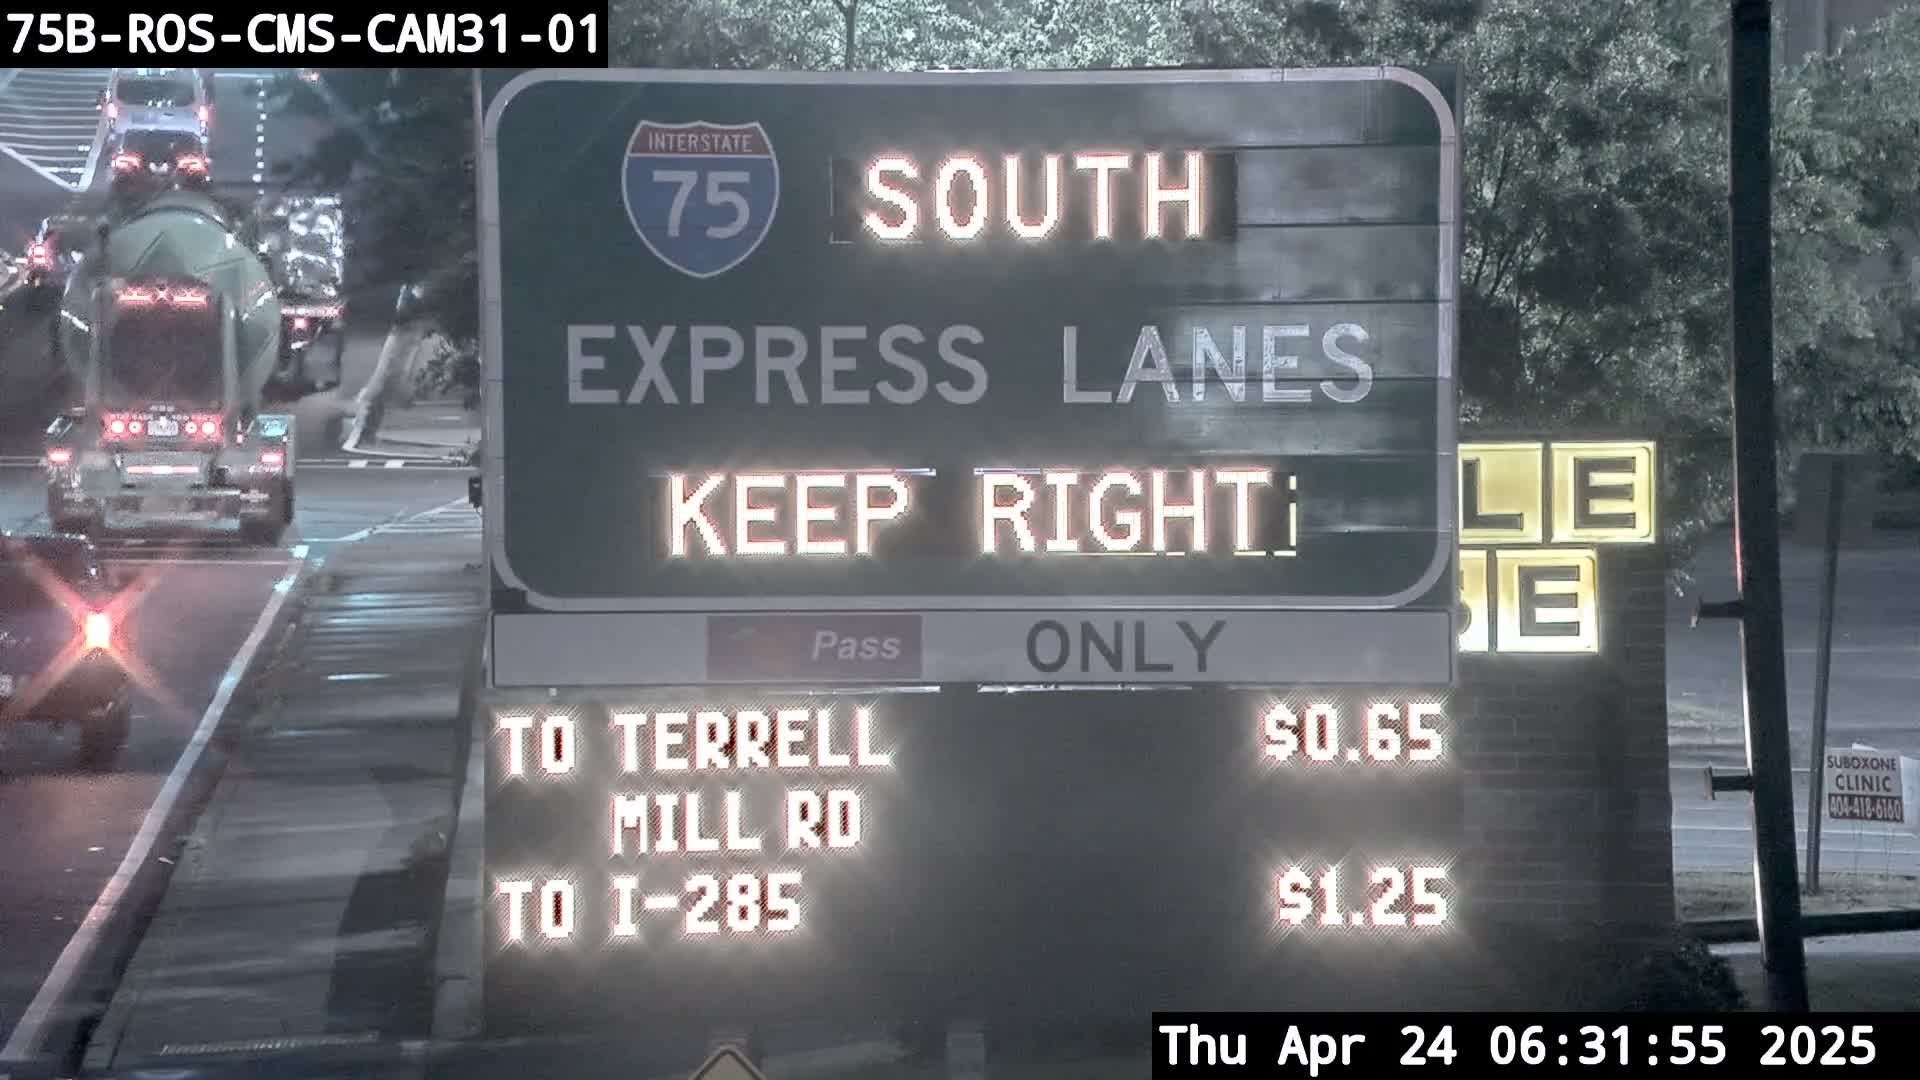 75B-ROS-CMS-CAM31-01
INTERSTATE
75
SOUTH
EXPRESS LANES
KEEP RIGHT
Pass ONLY
TO TERRELL $0.65
MILL RD
TO I-285 $1.25
LE
E
SUBOXONE
CLINIC
404-418-6160
Thu Apr 24 06:31:55 2025